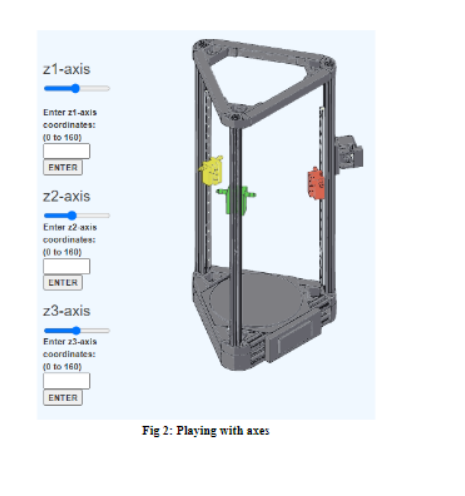 z1-axis
Enter z1-axis
coordinates:
(0 to 160)
ENTER
z2-axis
Enter z2-axis
coordinates:
(0 to 160)
ENTER
z3-axis
Enter z3-axis
coordinates:
(0 to 160)
ENTER
Fig 2: Playing with axes